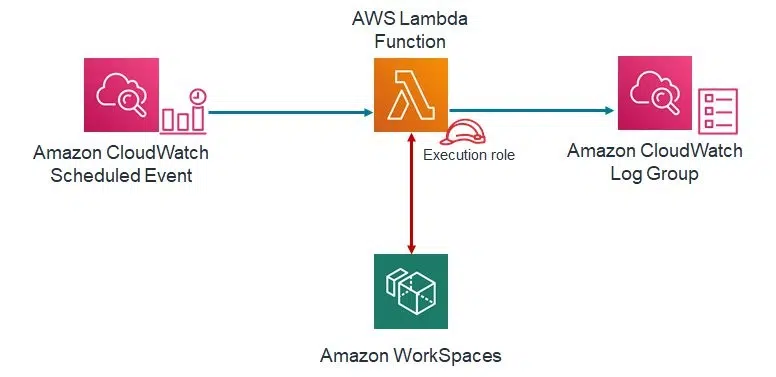 AWS Lambda
Function
Amazon CloudWatch
Scheduled Event
Execution role
Amazon CloudWatch
Log Group
Amazon WorkSpaces